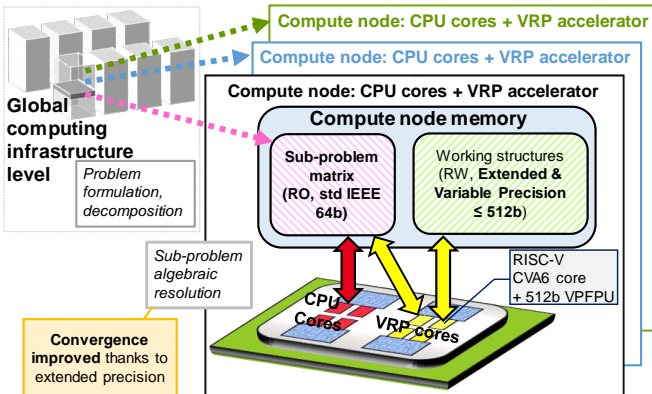 Compute node: CPU cores + VRP accelerator
Compute node: CPU cores + VRP accelerator
Compute node: CPU cores + VRP accelerator
Global
computing
infrastructure
level
Problem
formulation,
decomposition
Compute node memory
Sub-problem
matrix
(RO, std IEEE
64b)
Working structures
(RW, Extended &
Variable Precision
≤ 512b)
Sub-problem
algebraic
resolution
RISC-V
CVA6 core
+ 512b VPFPU
CPU
Cores
VRP cores
Convergence
improved thanks to
extended precision